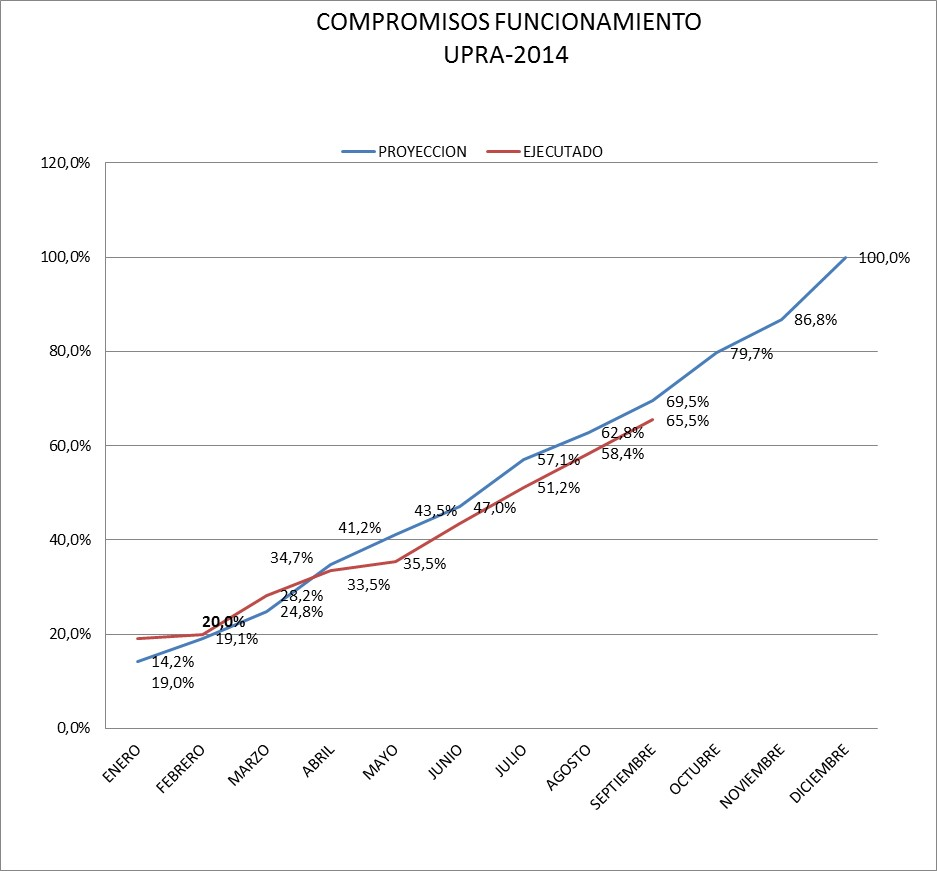 COMPROMISOS FUNCIONAMIENTO
UPRA-2014
PROYECCION EJECUTADO
120,0%
100,0%
80,0%
60,0%
40,0%
20,0%
0,0%
100,0%
86,8%
79,7%
69,5%
65,5%
62,8%
58,4%
57,1%
51,2%
43,5%
47,0%
41,2%
35,5%
34,7%
33,5%
28,2%
24,8%
20,0%
19,1%
14,2%
19,0%
ENERO
FEBRERO
MARZO
ABRIL
MAYO
JUNIO
JULIO
AGOSTO
SEPTIEMBRE
OCTUBRE
NOVIEMBRE
DICIEMBRE